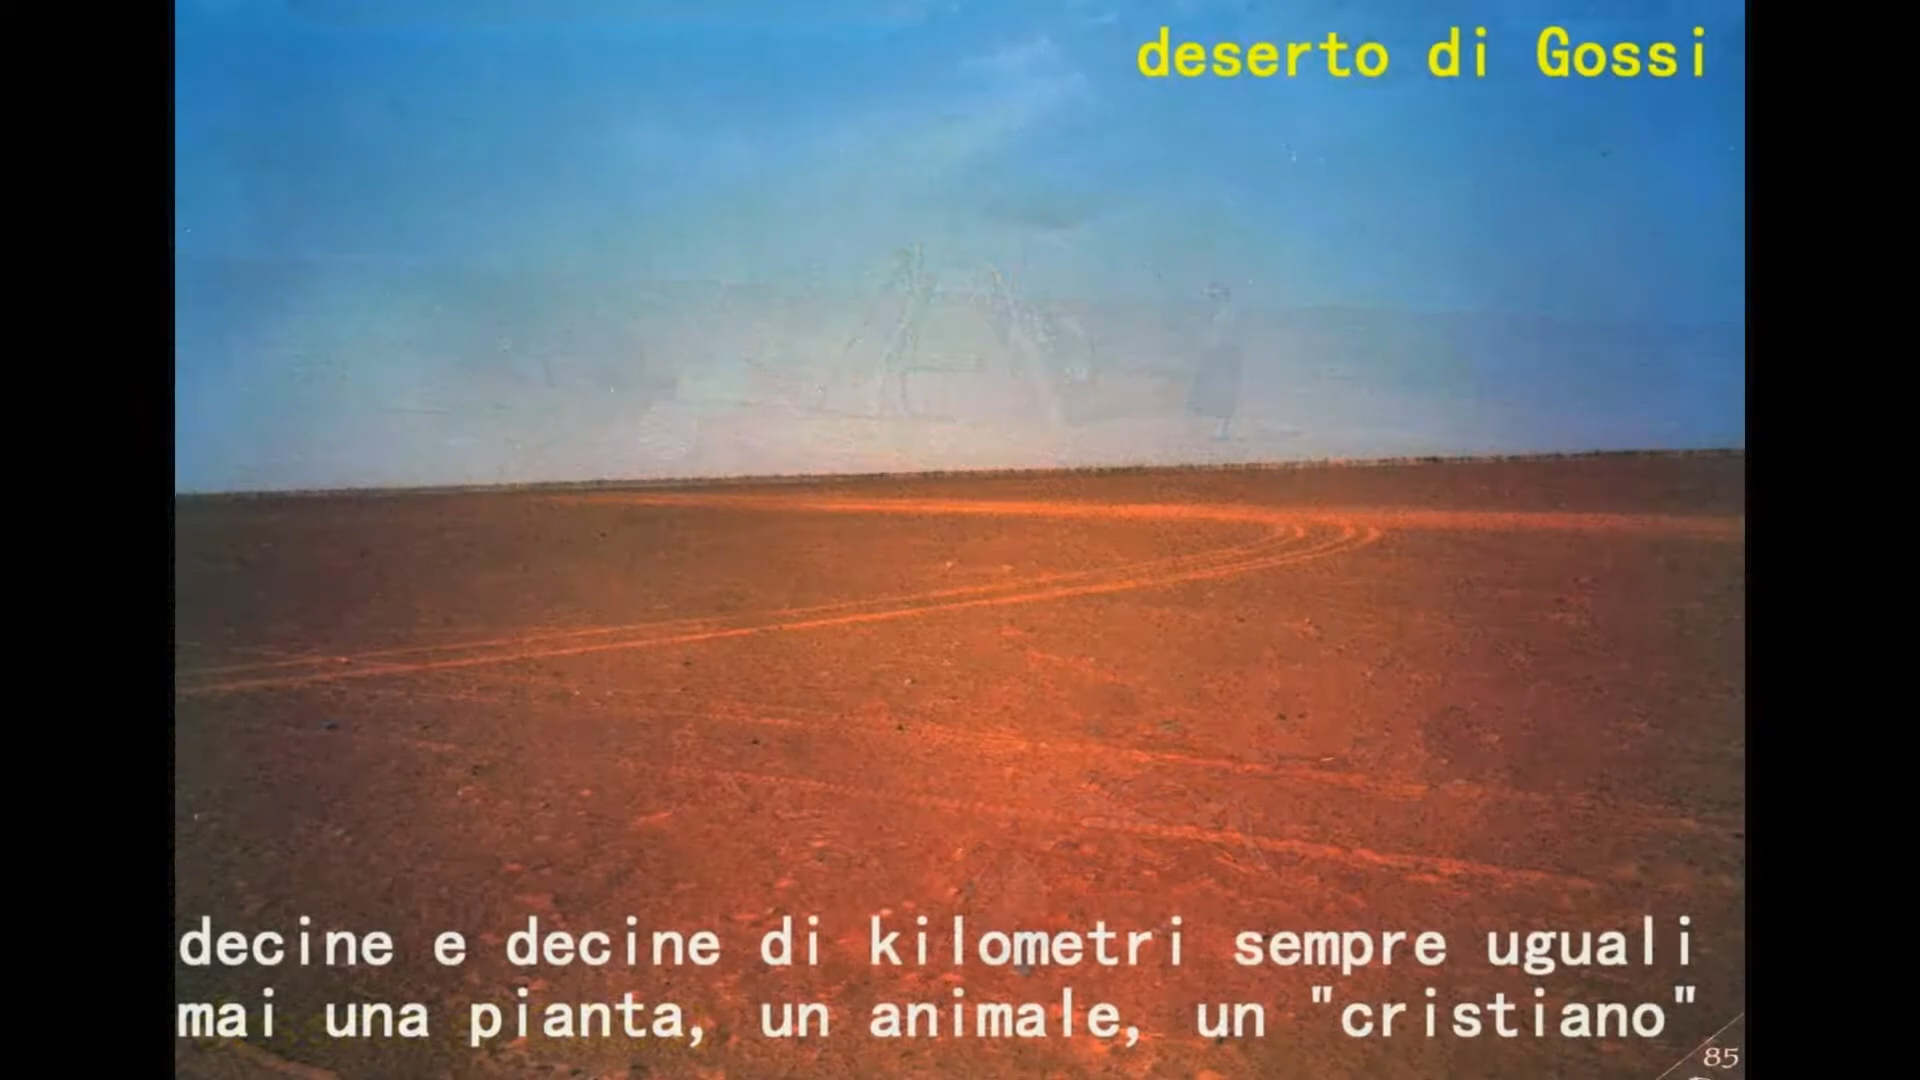 deserto di Gossi
decine e decine di kilometri sempre uguali
mai una pianta, un animale, un "cristiano"
85